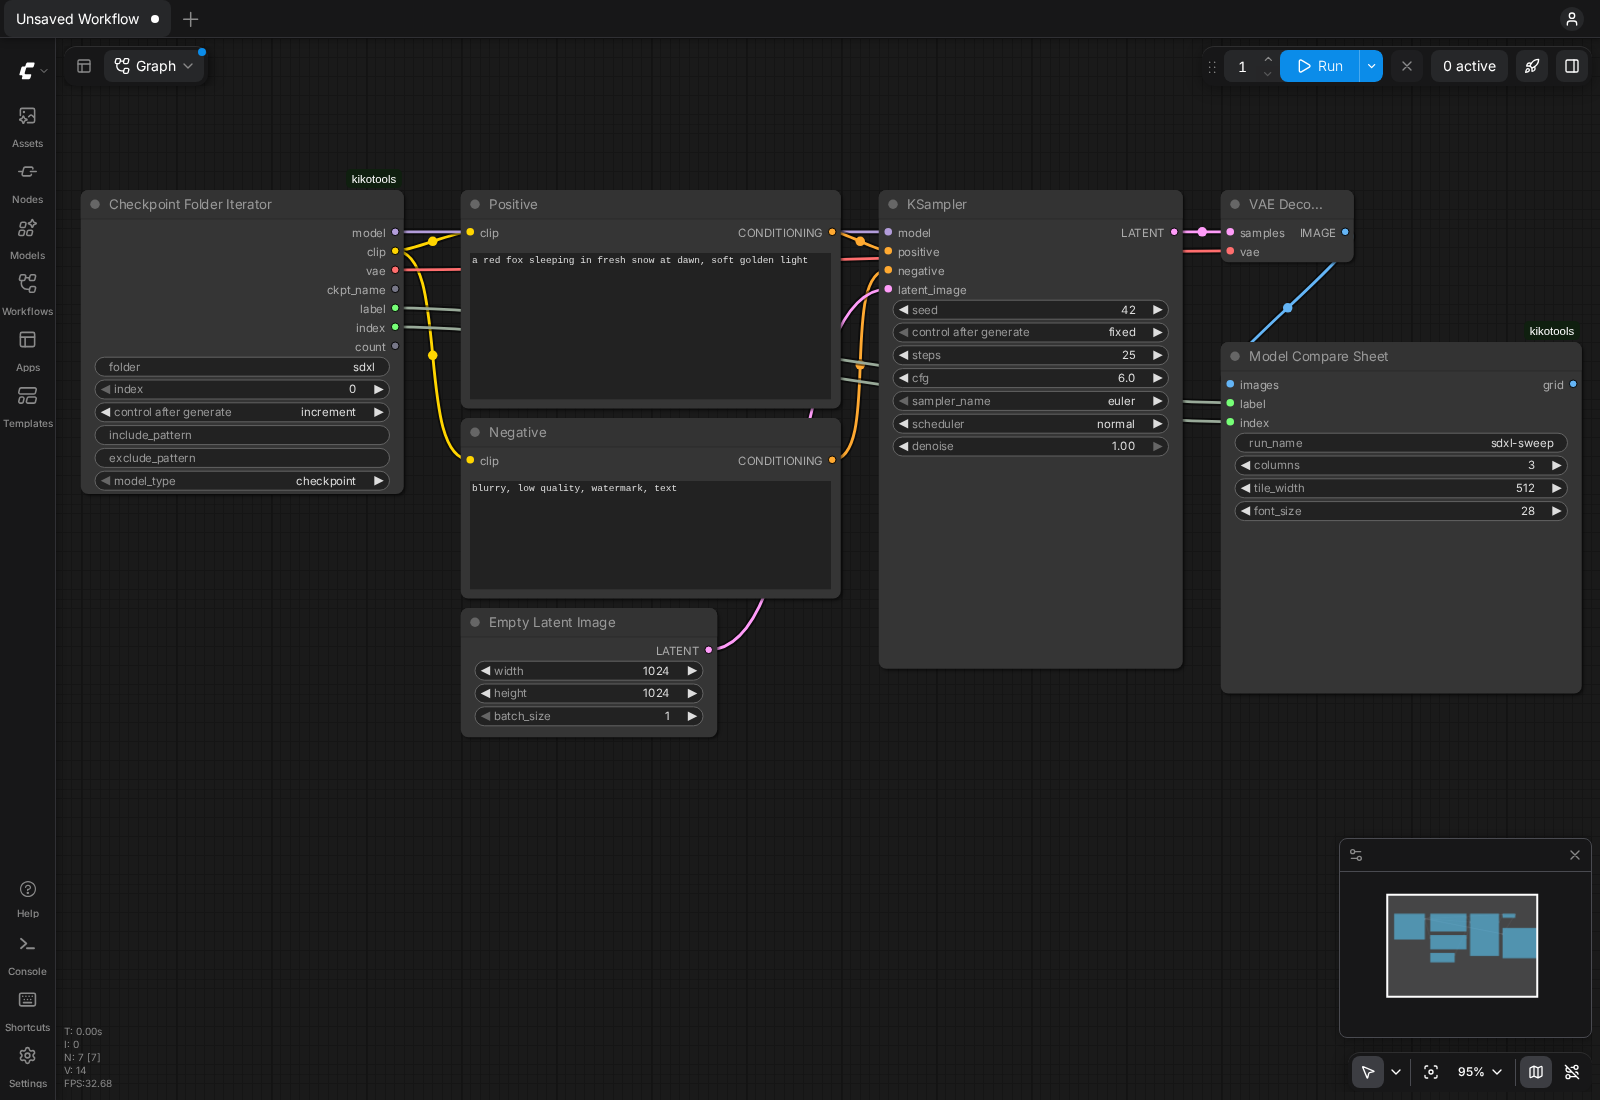 Unsaved Workflow
Graph
1
Run
0 active
Assets
Nodes
Models
Workflows
Apps
Templates
Help
Console
Shortcuts
Settings
kikotools
Checkpoint Folder Iterator
model
clip
vae
ckpt_name
label
index
count
folder sdxl
index 0
control after generate increment
include_pattern
exclude_pattern
model_type checkpoint
Positive
clip CONDITIONING
a red fox sleeping in fresh snow at dawn, soft golden light
Negative
clip CONDITIONING
blurry, low quality, watermark, text
Empty Latent Image
LATENT
width 1024
height 1024
batch_size 1
KSampler
model LATENT
positive
negative
latent_image
seed 42
control after generate fixed
steps 25
cfg 6.0
sampler_name euler
scheduler normal
denoise 1.00
VAE Deco...
samples IMAGE
vae
kikotools
Model Compare Sheet
images grid
label
index
run_name sdxl-sweep
columns 3
tile_width 512
font_size 28
T: 0.00s
I: 0
N: 7 [7]
V: 14
FPS:32.68
95%